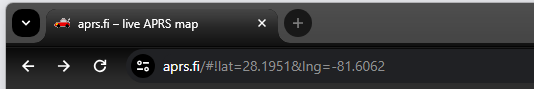 aprs.fi – live APRS map
aprs.fi/#!lat=28.1951&lng=-81.6062